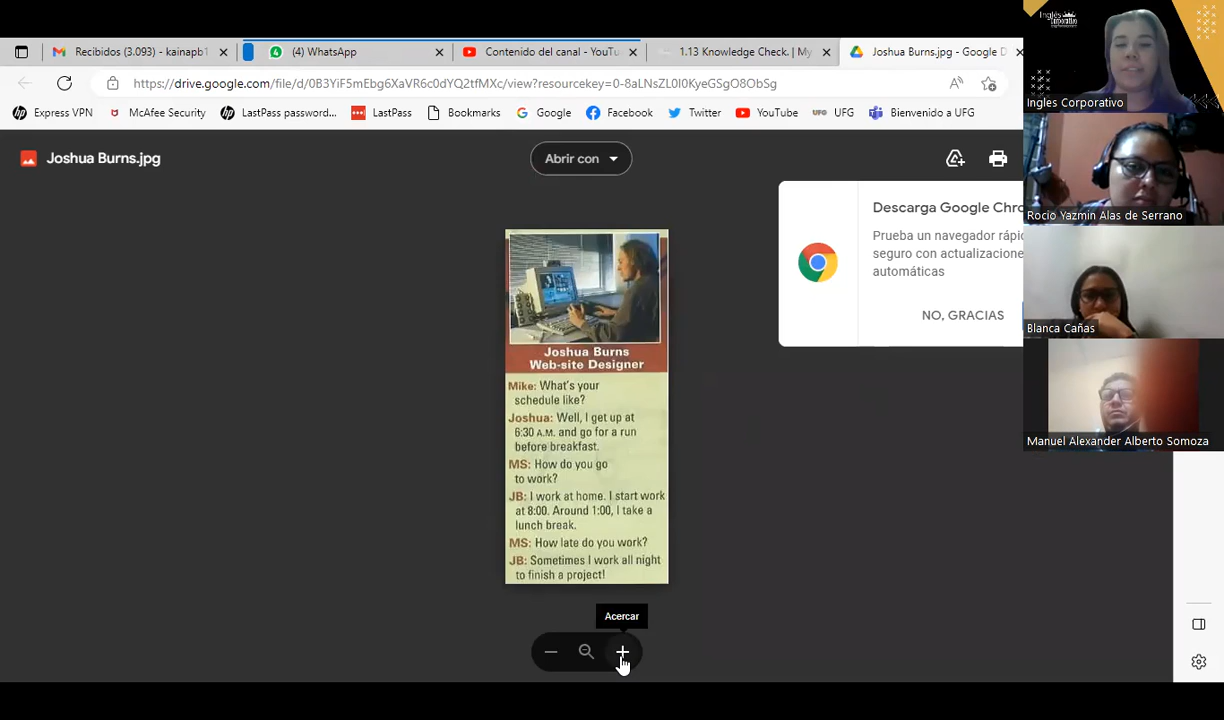 Recibidos (3.093) - kainapb1
(4) WhatsApp
Contenido del canal - YouTu
1.13 Knowledge Check. | My
Joshua Burns.jpg - Google D
https://drive.google.com/file/d/0B3YiF5mEbg6XaVR6c0dYQ2tfMXc/view?resourcekey=0-8aLNsZL0I0KyeGSgO8ObSg
Express VPN
McAfee Security
LastPass password...
LastPass
Bookmarks
Google
Facebook
Twitter
YouTube
UFG
Bienvenido a UFG
Joshua Burns.jpg
Abrir con
Descarga Google Chro
Prueba un navegador rápid
seguro con actualizacione
automáticas
NO, GRACIAS
Joshua Burns
Web-site Designer
Mike: What's your
schedule like?
Joshua: Well, I get up at
6:30 A.M. and go for a run
before breakfast.
MS: How do you go
to work?
JB: I work at home. I start work
at 8:00. Around 1:00, I take a
lunch break.
MS: How late do you work?
JB: Sometimes I work all night
to finish a project!
Acercar
Inglés
Corporativo
Ingles Corporativo
Rocio Yazmin Alas de Serrano
Blanca Cañas
Manuel Alexander Alberto Somoza